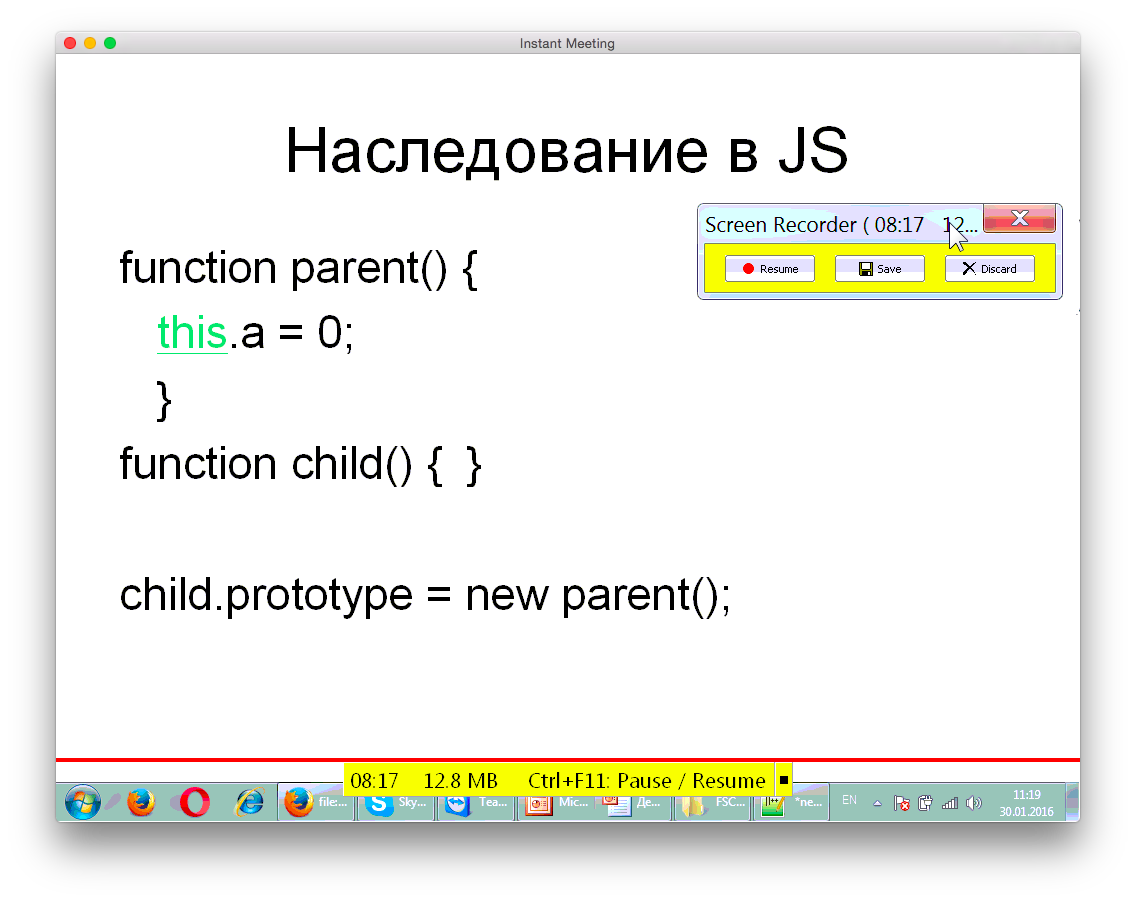 Instant Meeting
Наследование в JS
Screen Recorder ( 08:17 12...
Resume Save Discard
function parent() {
this.a = 0;
}
function child() { }
child.prototype = new parent();
08:17 12.8 MB Ctrl+F11: Pause / Resume
file:... Sky... Tea... Mic... Де... FSC... *ne... EN 11:19
30.01.2016